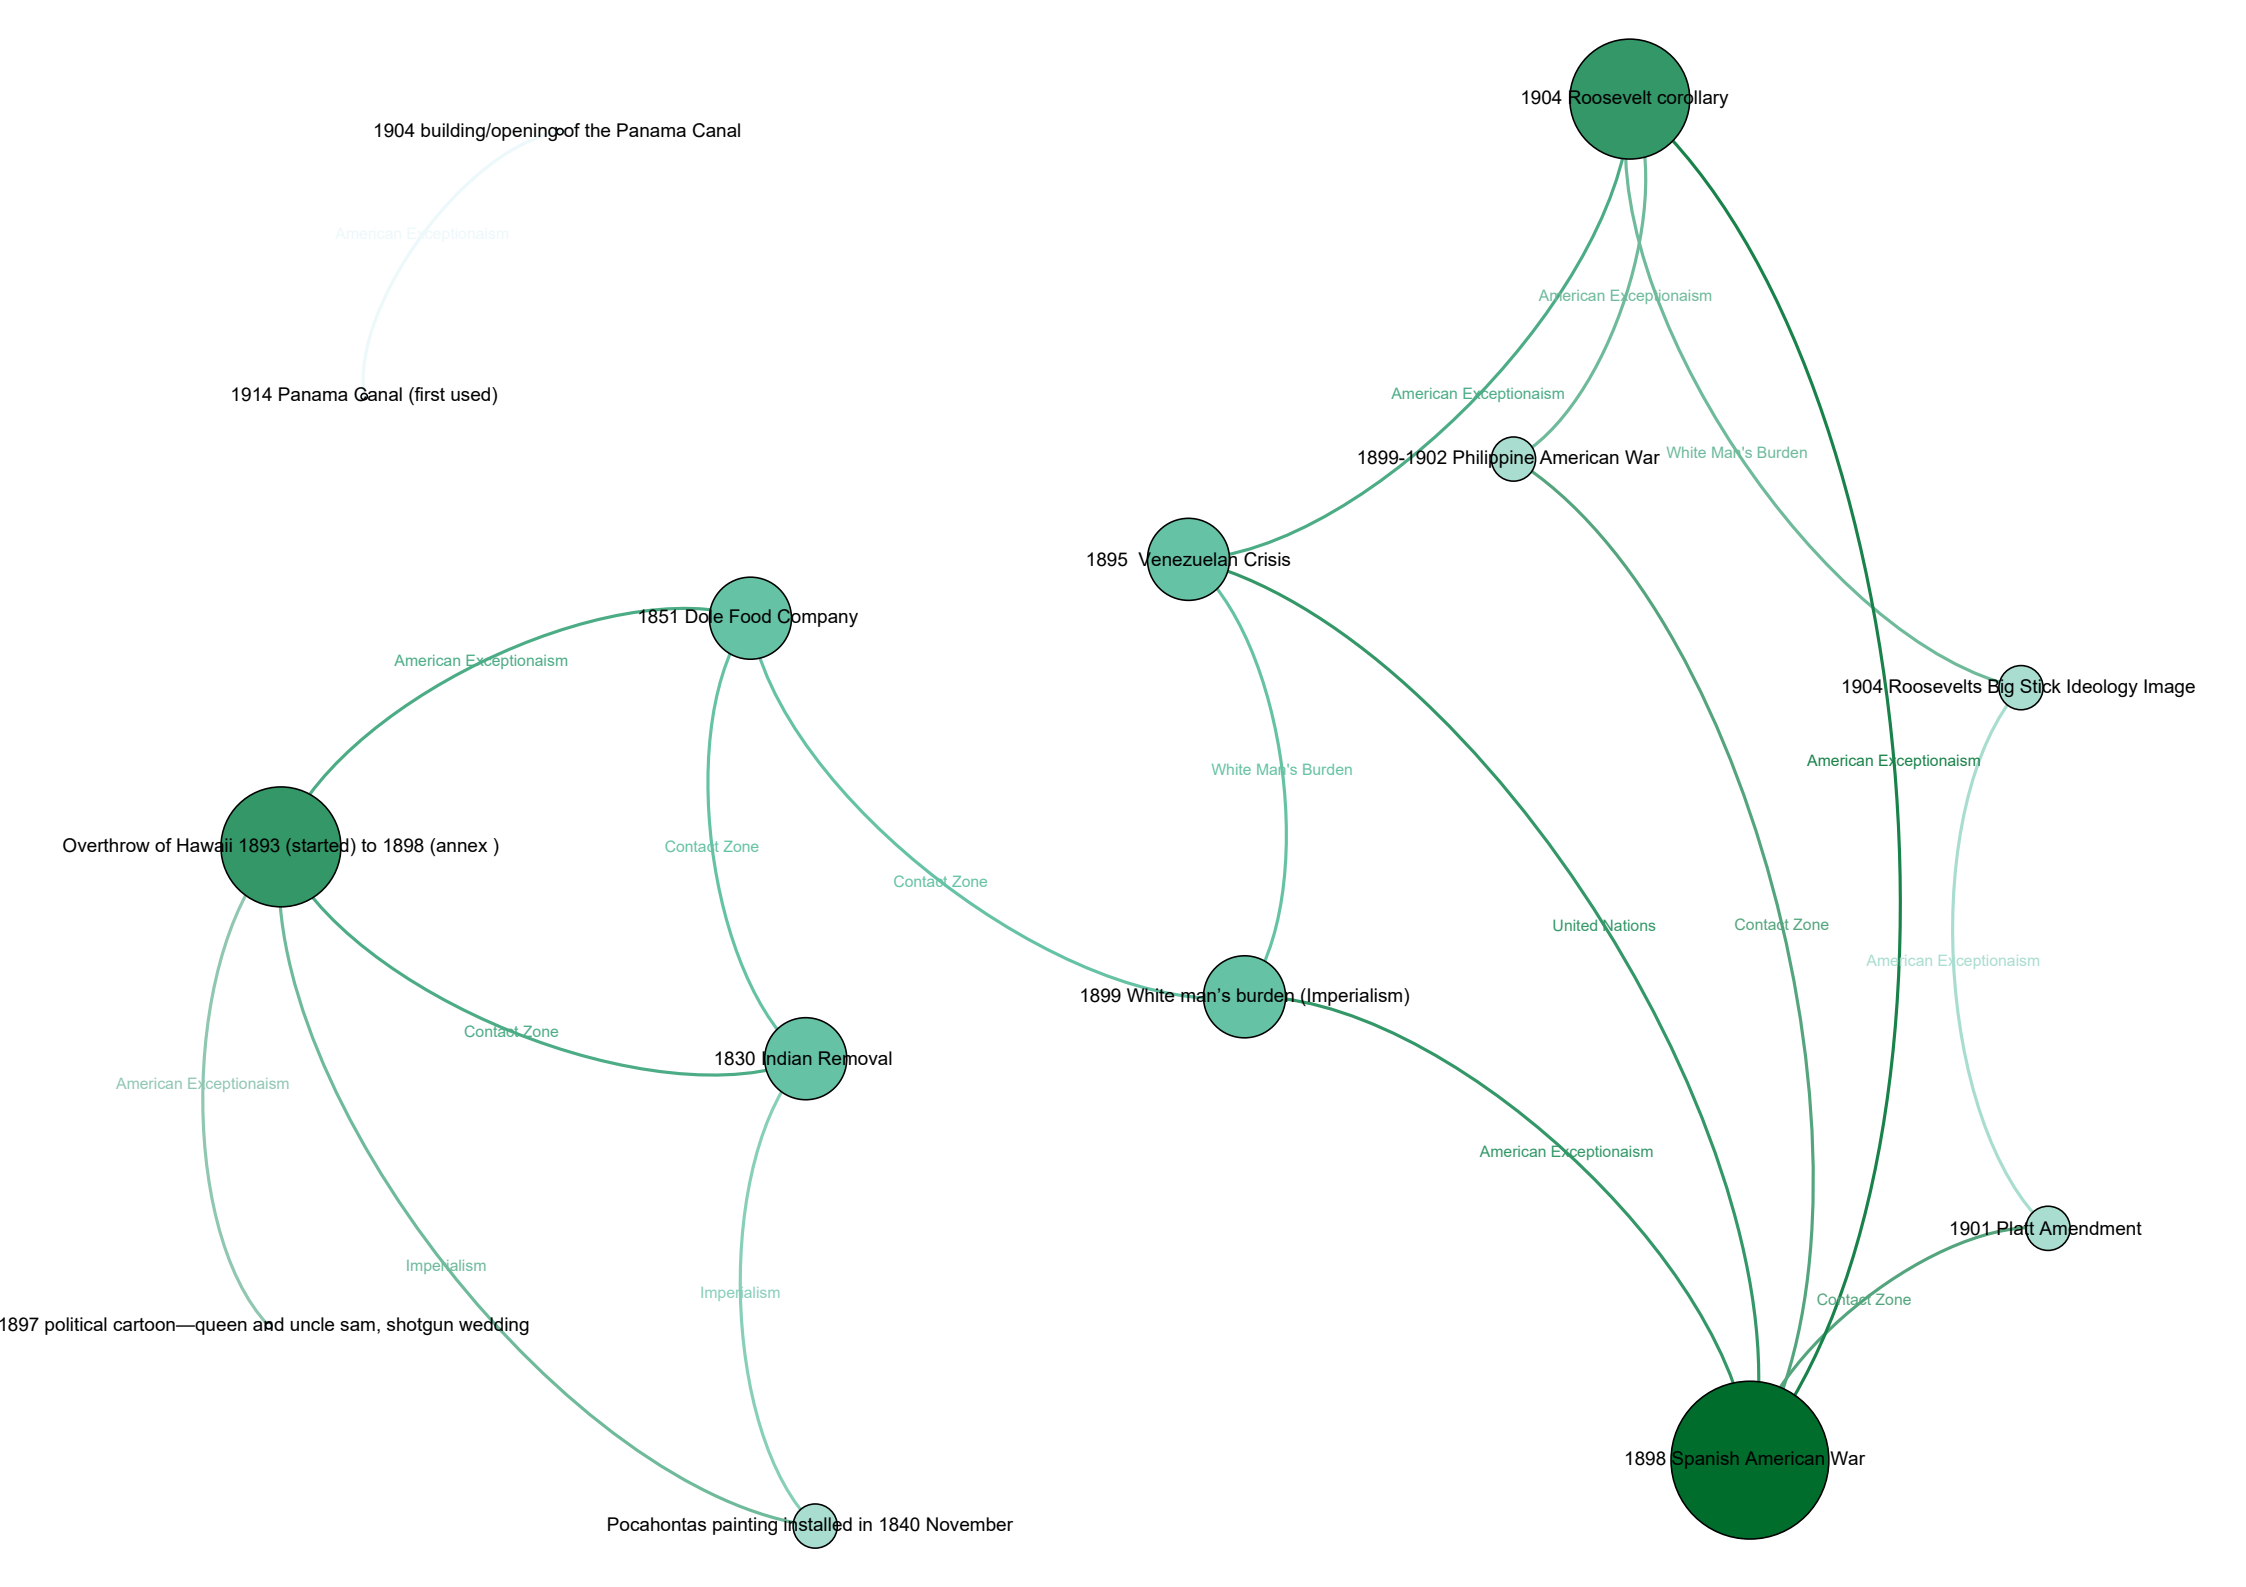 1904 Roosevelt corollary
1904 building/opening of the Panama Canal
American Exceptionaism
American Exceptionaism
1914 Panama Canal (first used)
American Exceptionaism
White Man's Burden
1899-1902 Philippine American War
1895  Venezuelan Crisis
1851 Dole Food Company
American Exceptionaism
1904 Roosevelts Big Stick Ideology Image
American Exceptionaism
White Man's Burden
Overthrow of Hawaii 1893 (started) to 1898 (annex )
Contact Zone
Contact Zone
United Nations
Contact Zone
American Exceptionaism
1899 White man’s burden (Imperialism)
Contact Zone
1830 Indian Removal
American Exceptionaism
American Exceptionaism
1901 Platt Amendment
Imperialism
Imperialism
Contact Zone
1897 political cartoon—queen and uncle sam, shotgun wedding
1898 Spanish American War
Pocahontas painting installed in 1840 November